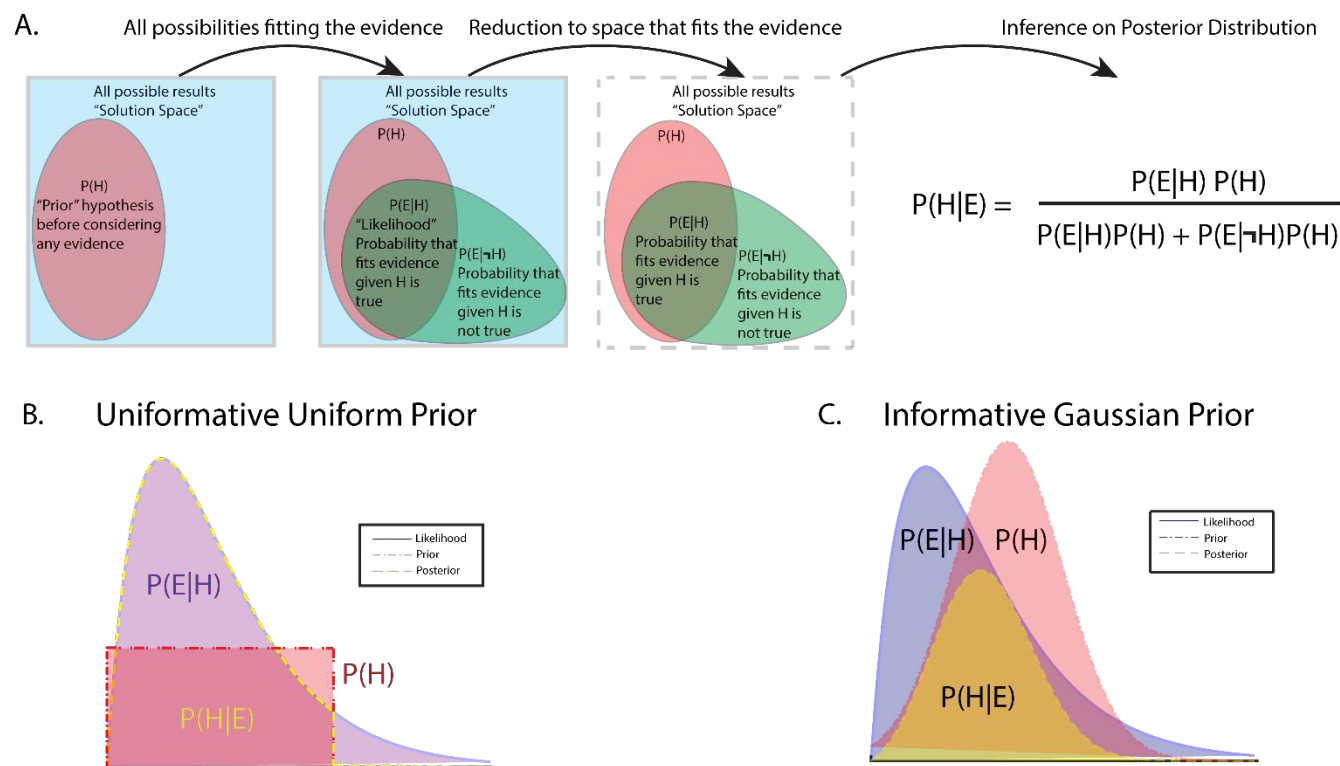 A.
All possibilities fitting the evidence
Reduction to space that fits the evidence
Inference on Posterior Distribution
All possible results
“Solution Space”
P(H)
“Prior” hypothesis
before considering
any evidence
All possible results
“Solution Space”
P(H)
P(E|H)
“Likelihood”
Probability that
fits evidence
given H is
true
P(E|¬H)
Probability that
fits evidence
given H is
not true
All possible results
“Solution Space”
P(H)
P(E|H)
Probability that
fits evidence
given H is
true
P(E|¬H)
Probability that
fits evidence
given H is
not true
P(H|E) =
P(E|H) P(H)
P(E|H)P(H) + P(E|¬H)P(H)
B. Uniformative Uniform Prior
P(E|H)
P(H)
P(H|E)
Likelihood
Prior
Posterior
C. Informative Gaussian Prior
P(E|H)
P(H)
P(H|E)
Likelihood
Prior
Posterior